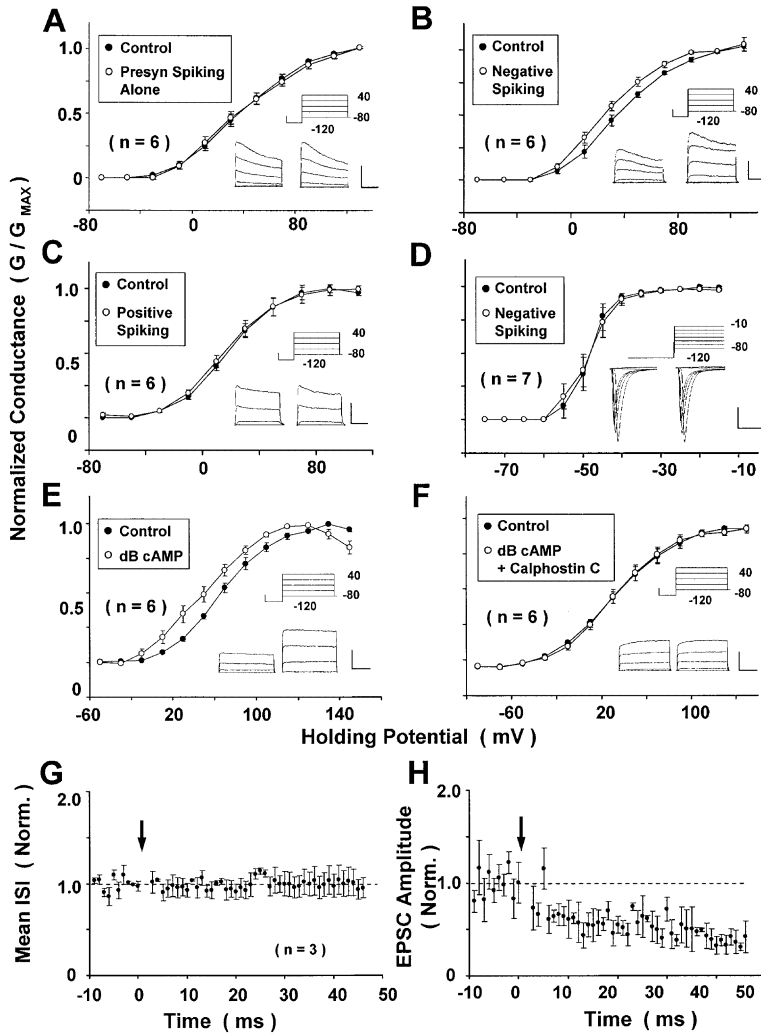 A
Control
Presyn Spiking
Alone
( n = 6 )
40
-80
-120
1.0
0.5
0
-80
0
80
B
Control
Negative
Spiking
( n = 6 )
40
-80
-120
-80
0
80
C
Control
Positive
Spiking
( n = 6 )
40
-80
-120
1.0
0.5
0
-80
0
80
D
Control
Negative
Spiking
( n = 7 )
-10
-80
-120
-70
-50
-30
-10
E
Control
dB cAMP
( n = 6 )
40
-80
-120
1.0
0.5
0
-60
20
100
140
F
Control
dB cAMP
+ Calphostin C
( n = 6 )
40
-80
-120
-60
20
100
Normalized Conductance ( G / G MAX )
Holding Potential ( mV )
G
Mean ISI ( Norm.)
2.0
1.0
0
( n = 3 )
-10
0
10
20
30
40
50
Time ( ms )
H
EPSC Amplitude
( Norm.)
2.0
1.0
0
-10
0
10
20
30
40
50
Time ( ms )